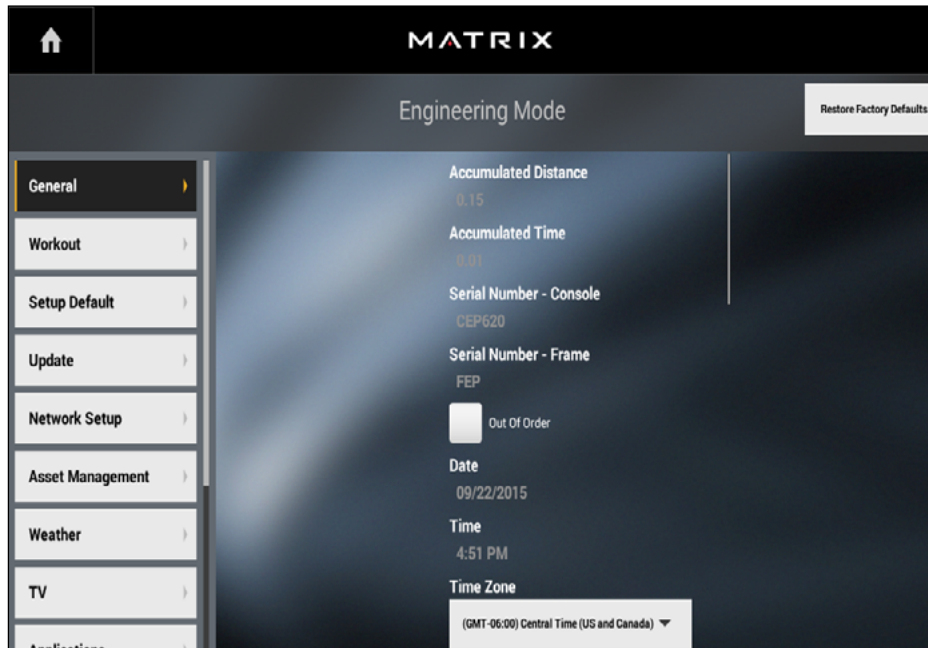 MATRIX
Engineering Mode
Restore Factory Defaults
General
Workout
Setup Default
Update
Network Setup
Asset Management
Weather
TV
Applications
Accumulated Distance
0.15
Accumulated Time
0.01
Serial Number - Console
CEP620
Serial Number - Frame
FEP
Out Of Order
Date
09/22/2015
Time
4:51 PM
Time Zone
(GMT-06:00) Central Time (US and Canada)